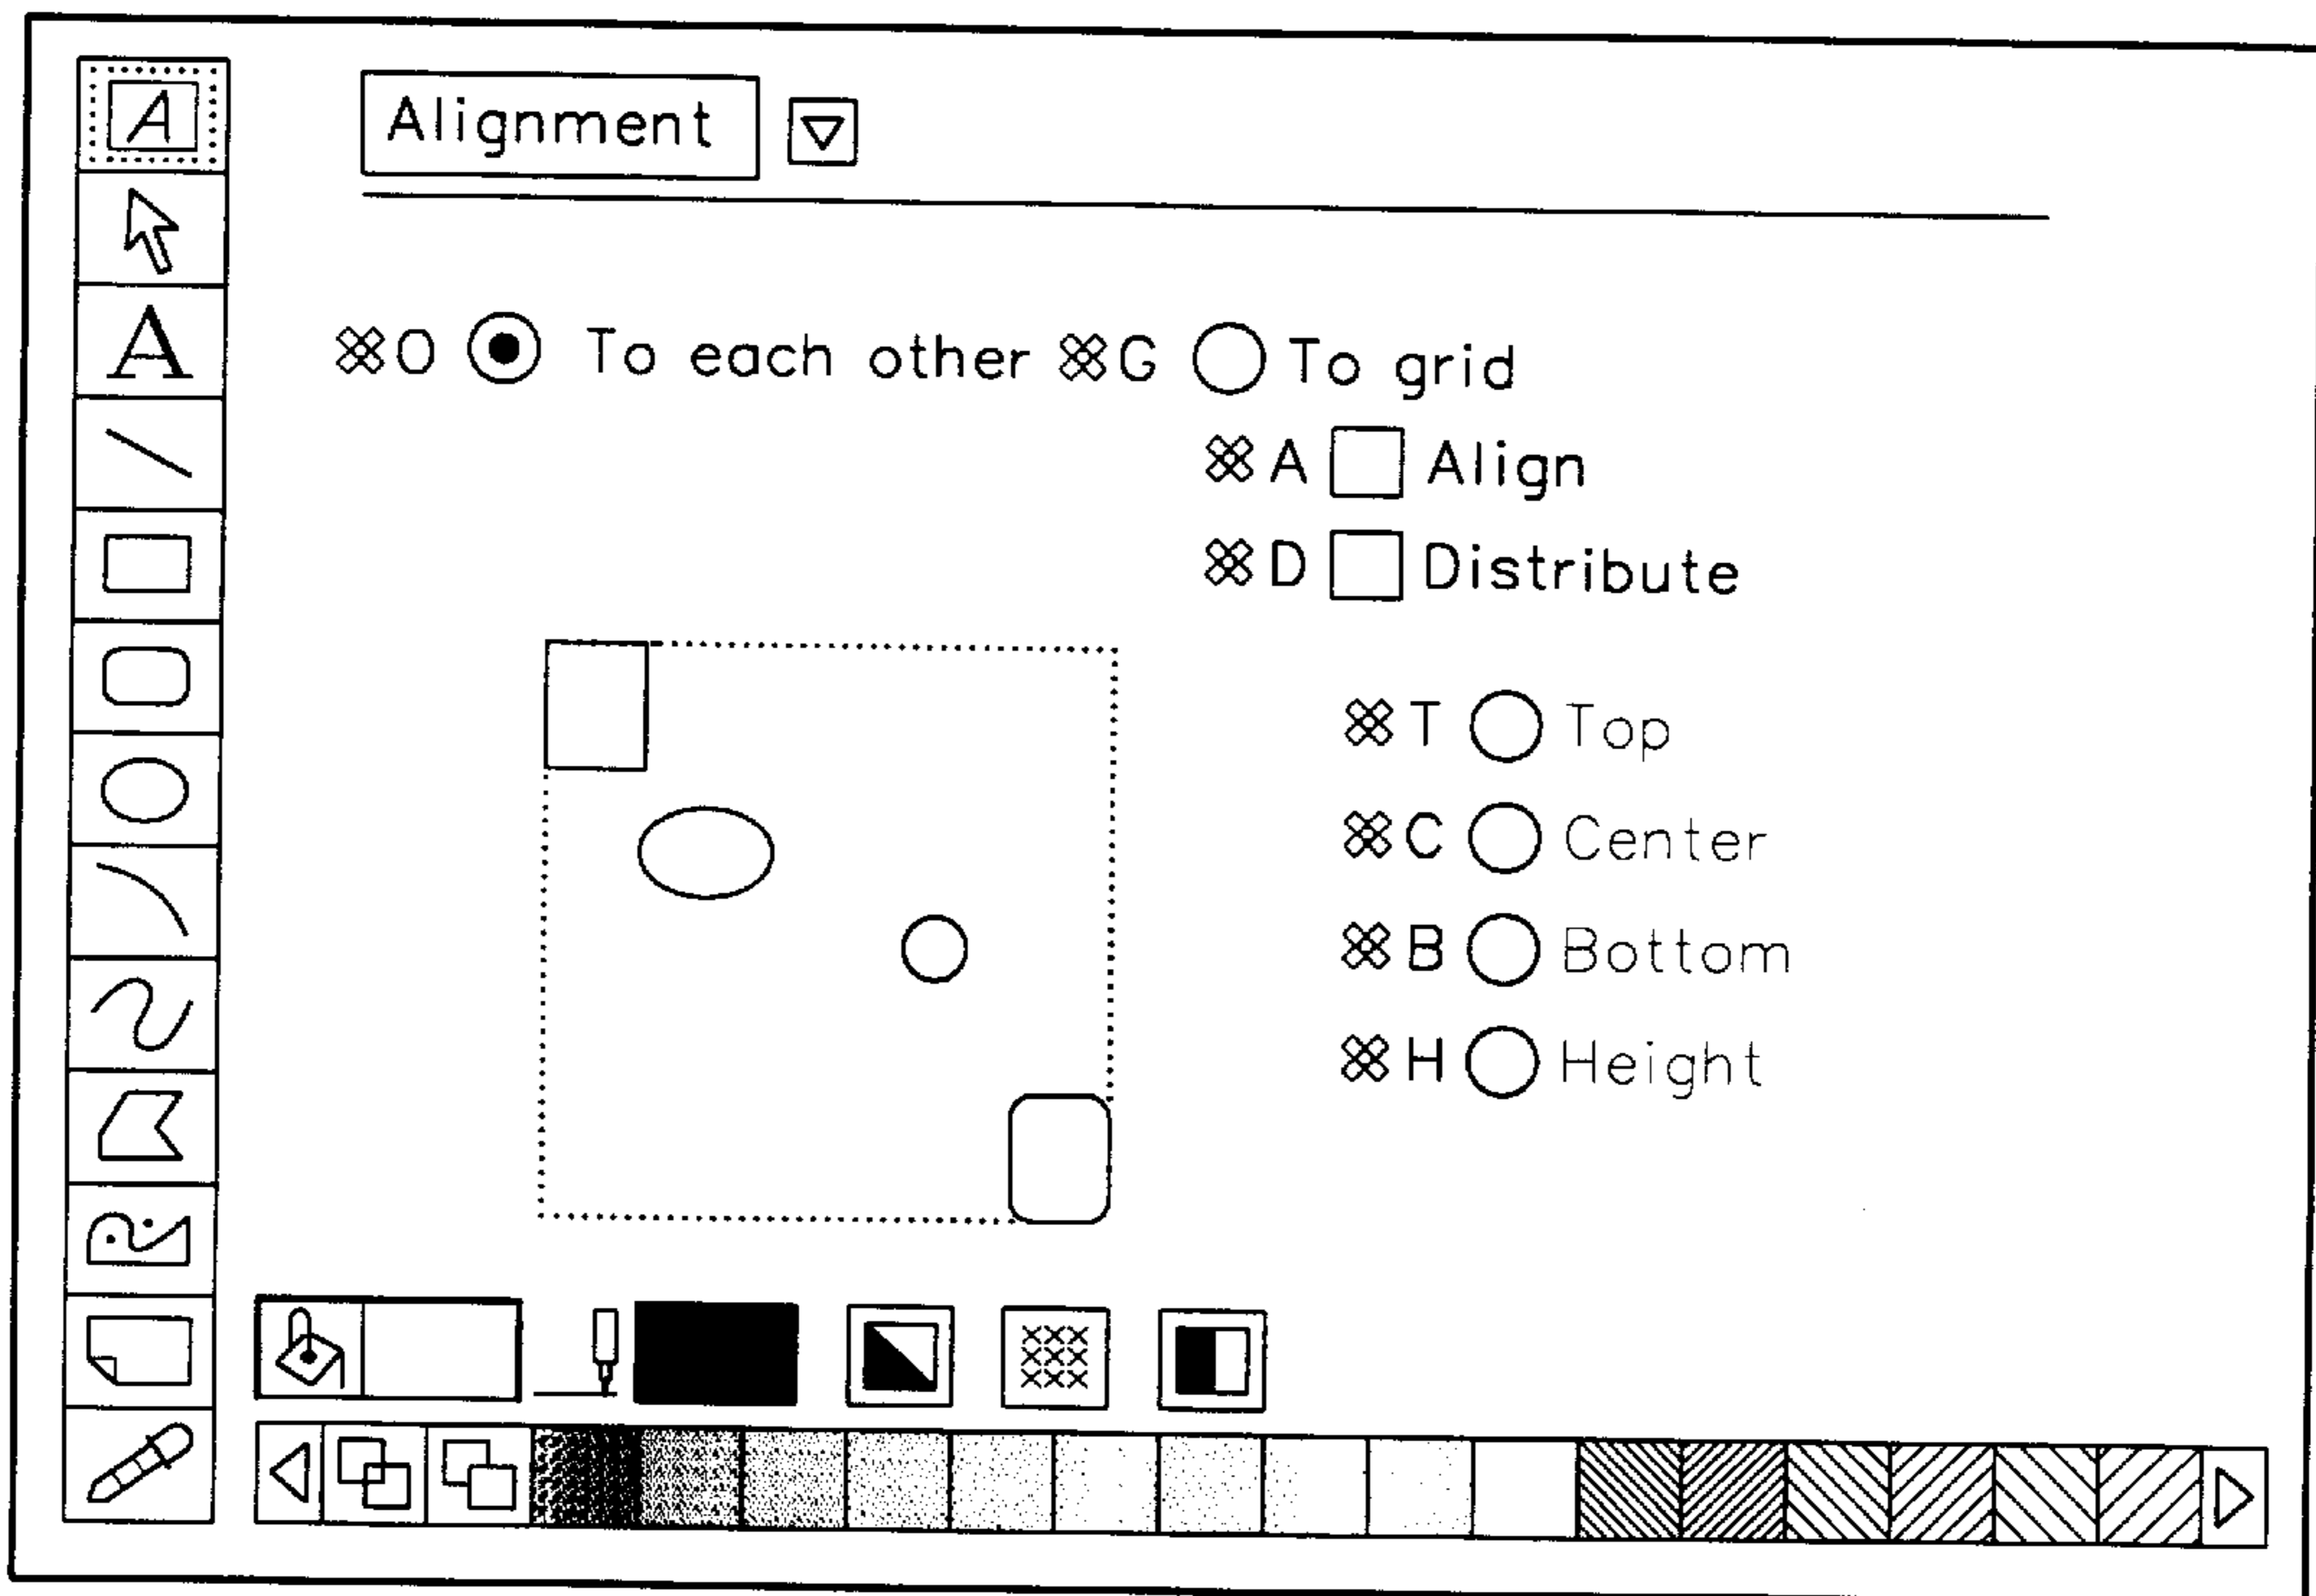 A
Alignment
A
O To each other G To grid
A Align
D Distribute
T Top
C Center
B Bottom
H Height